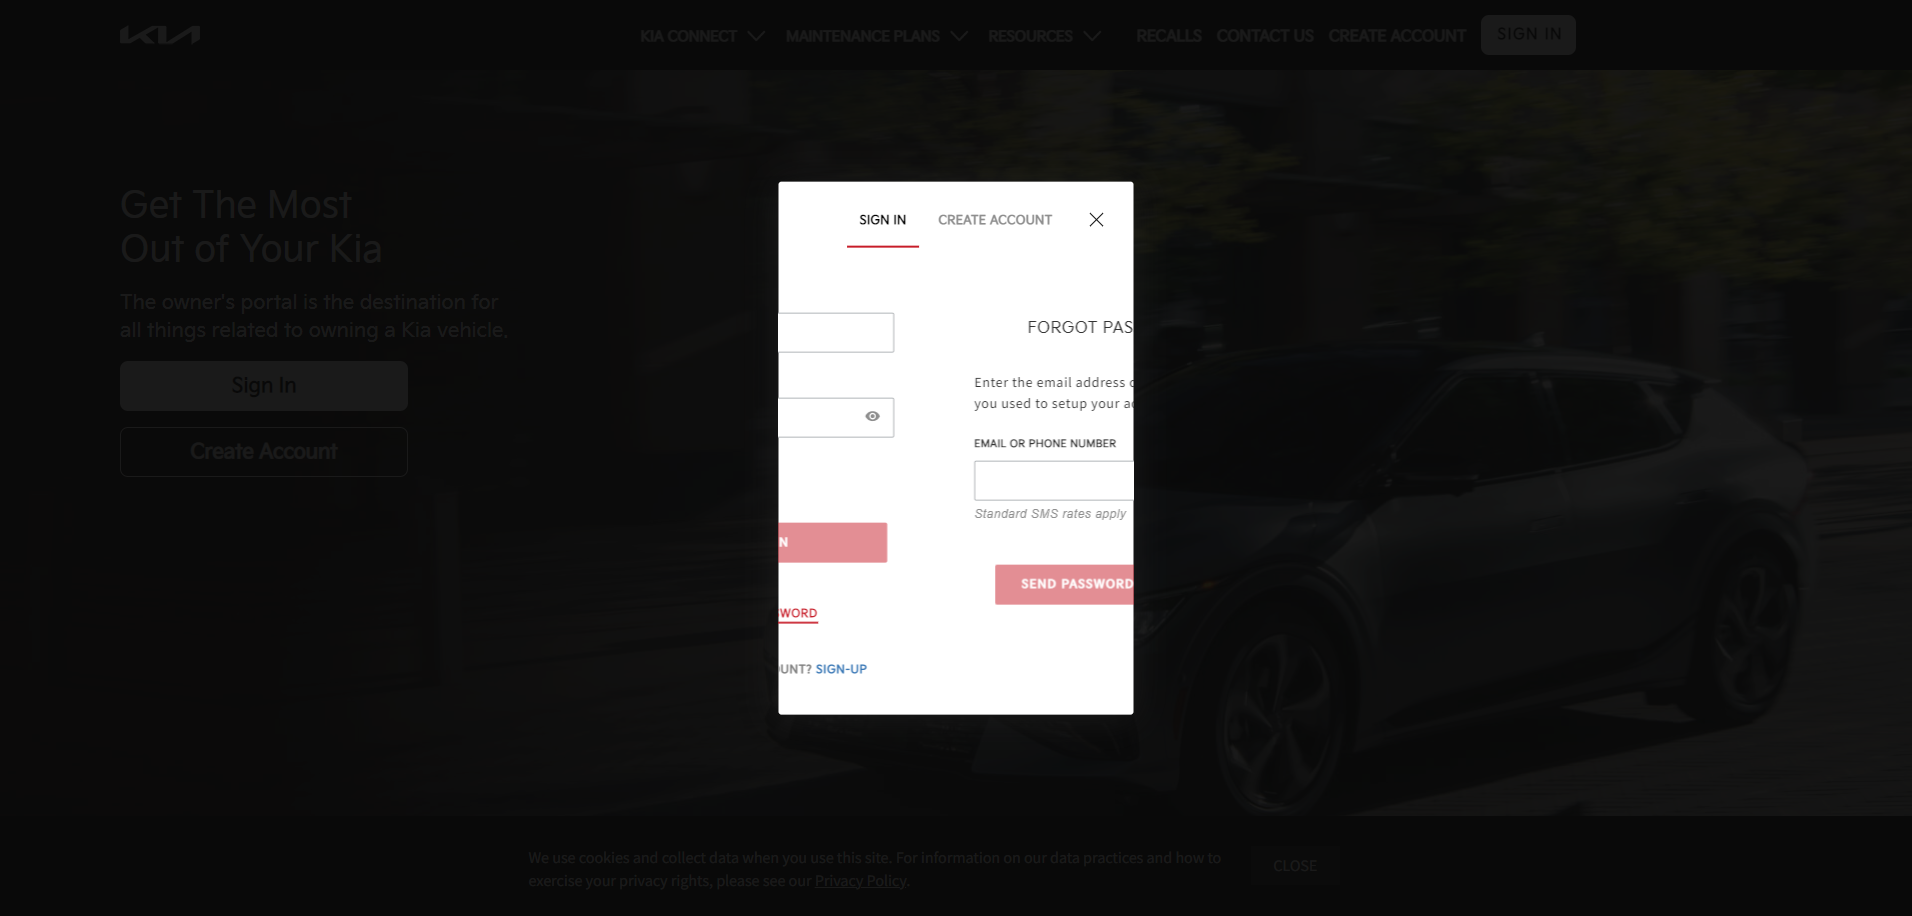 KIA
KIA CONNECT
MAINTENANCE PLANS
RESOURCES
RECALLS
CONTACT US
CREATE ACCOUNT
SIGN IN
Get The Most
Out of Your Kia
The owner's portal is the destination for
all things related to owning a Kia vehicle.
Sign In
Create Account
SIGN IN
CREATE ACCOUNT
N
SWORD
OUNT? SIGN-UP
FORGOT PAS
Enter the email address o
you used to setup your ac
EMAIL OR PHONE NUMBER
Standard SMS rates apply
SEND PASSWORD
We use cookies and collect data when you use this site. For information on our data practices and how to
exercise your privacy rights, please see our Privacy Policy.
CLOSE